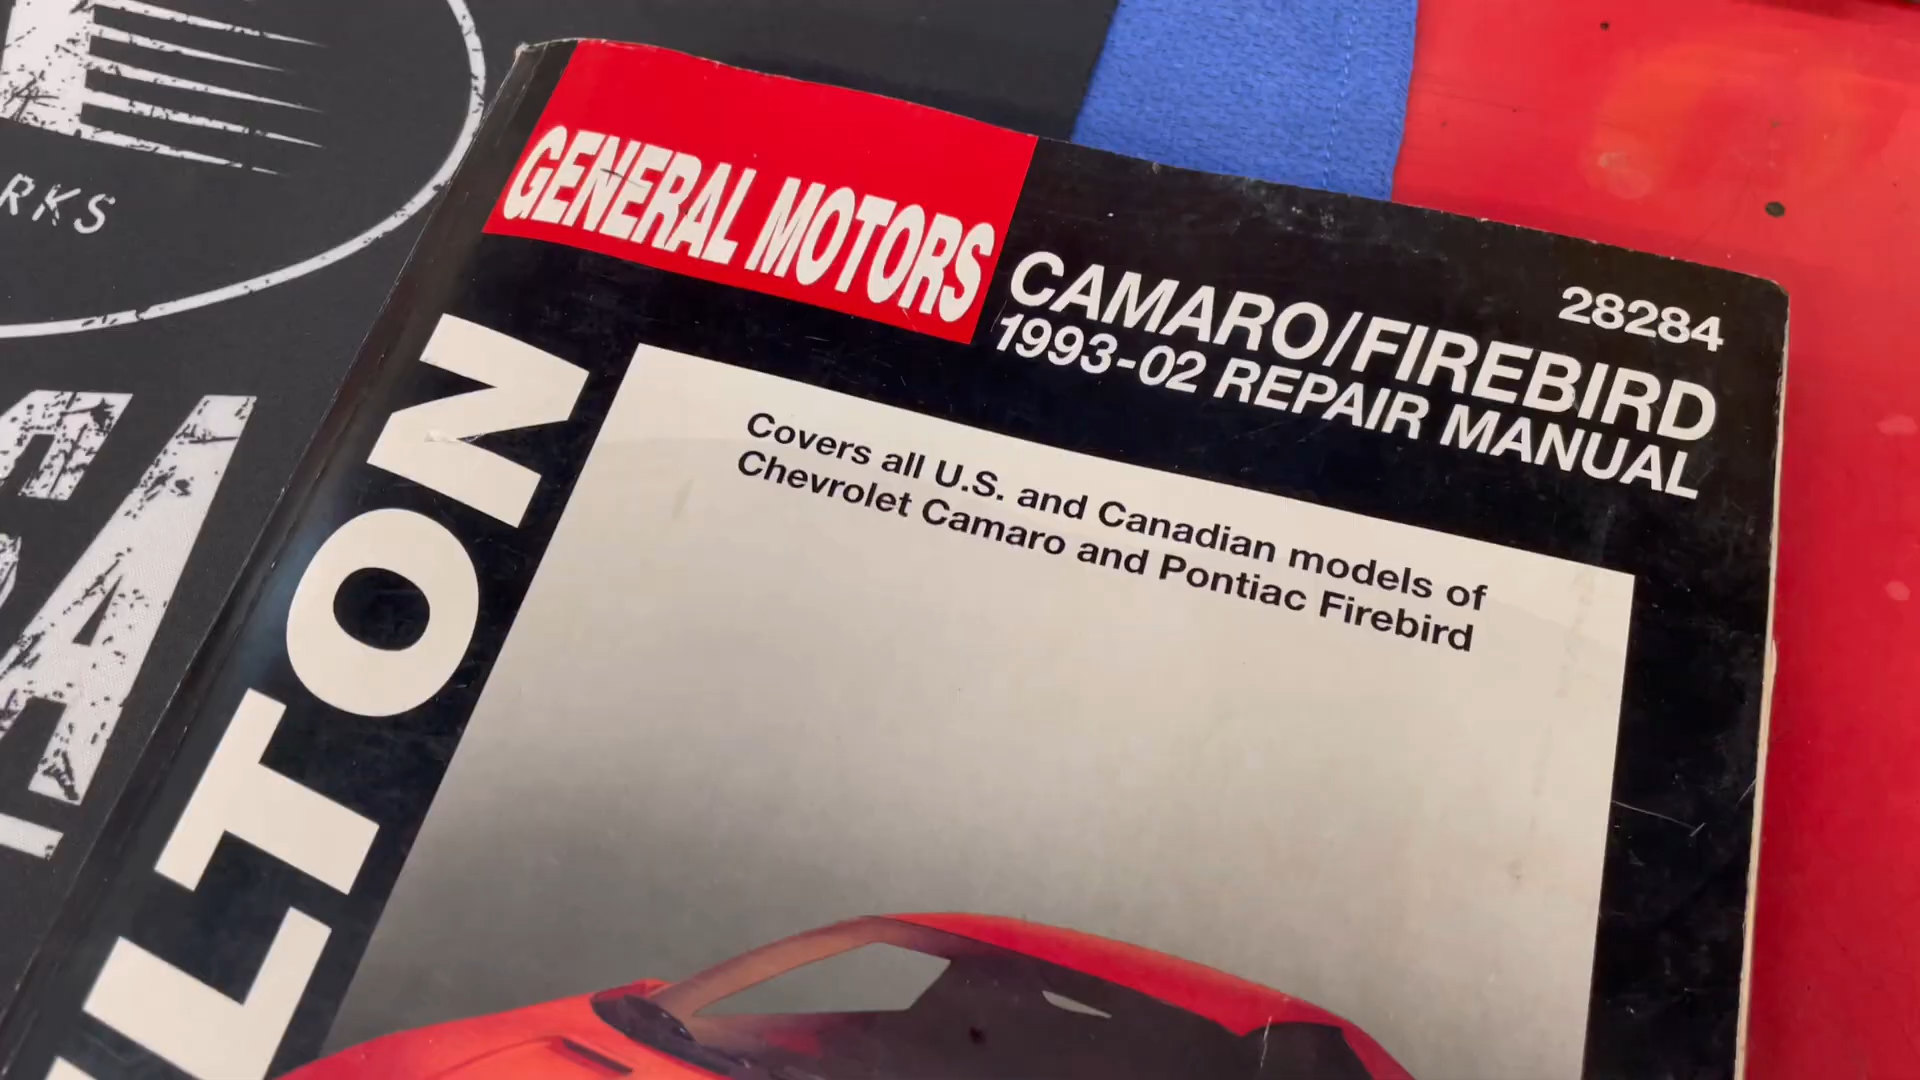 RKS
GENERAL MOTORS
CAMARO/FIREBIRD
28284
1993-02 REPAIR MANUAL
Covers all U.S. and Canadian models of
Chevrolet Camaro and Pontiac Firebird
LTON